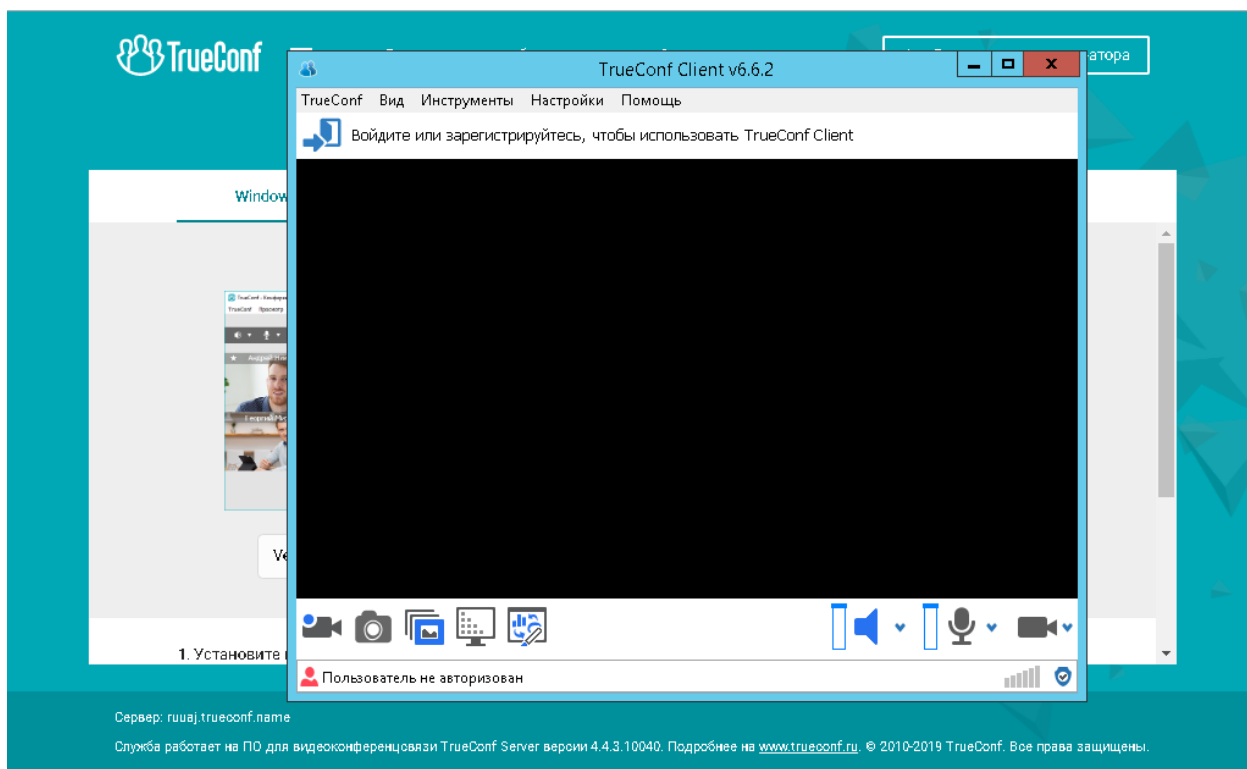 TrueConf
атора
TrueConf Client v6.6.2
TrueConf Вид Инструменты Настройки Помощь
Войдите или зарегистрируйтесь, чтобы использовать TrueConf Client
Window
Ve
1. Установите
Пользователь не авторизован
Сервер: ruuaj.trueconf.name
Служба работает на ПО для видеоконференцсвязи TrueConf Server версии 4.4.3.10040. Подробнее на www.trueconf.ru. © 2010-2019 TrueConf. Все права защищены.